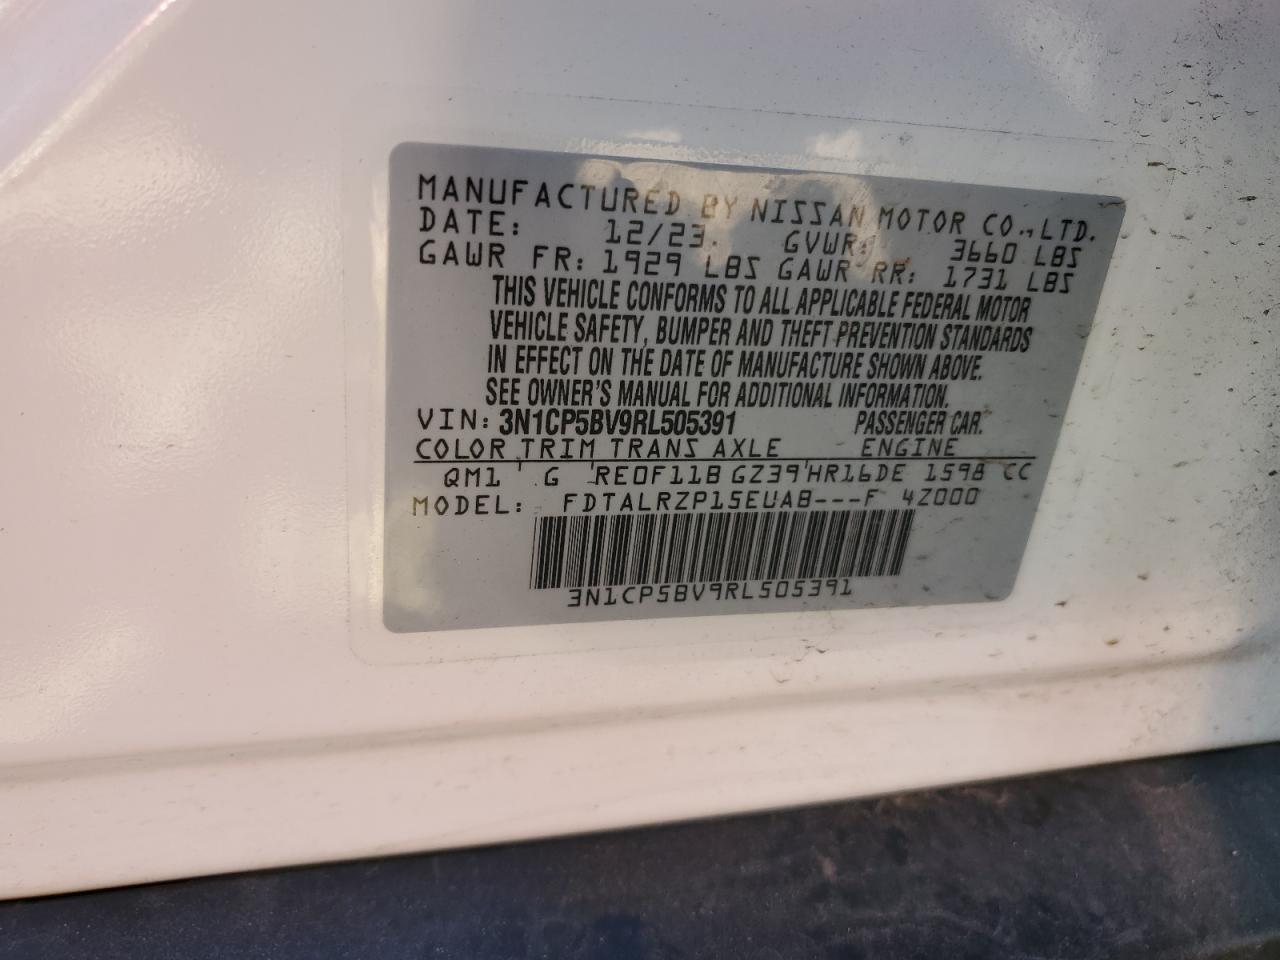 MANUFACTURED BY NISSAN MOTOR CO.,LTD.
DATE: 12/23. GVWR: 3660 LBS
GAWR FR: 1929 LBS GAWR RR: 1731 LBS
THIS VEHICLE CONFORMS TO ALL APPLICABLE FEDERAL MOTOR
VEHICLE SAFETY, BUMPER AND THEFT PREVENTION STANDARDS
IN EFFECT ON THE DATE OF MANUFACTURE SHOWN ABOVE.
SEE OWNER'S MANUAL FOR ADDITIONAL INFORMATION.
VIN: 3N1CP5BV9RL505391 PASSENGER CAR.
COLOR TRIM TRANS AXLE ENGINE
QM1 ' G 'RE0F11B GZ39'HR16DE 1598 CC
MODEL: FDTALRZP15EUAB---F 4Z000
3N1CP5BV9RL505391